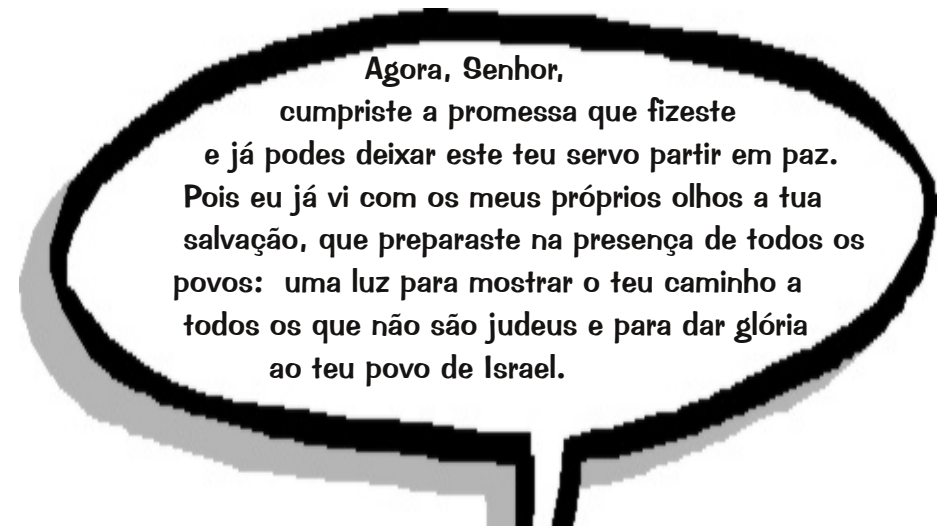 Agora, Senhor,
cumpriste a promessa que fizeste
e já podes deixar este teu servo partir em paz.
Pois eu já vi com os meus próprios olhos a tua
salvação, que preparaste na presença de todos os
povos: uma luz para mostrar o teu caminho a
todos os que não são judeus e para dar glória
ao teu povo de Israel.